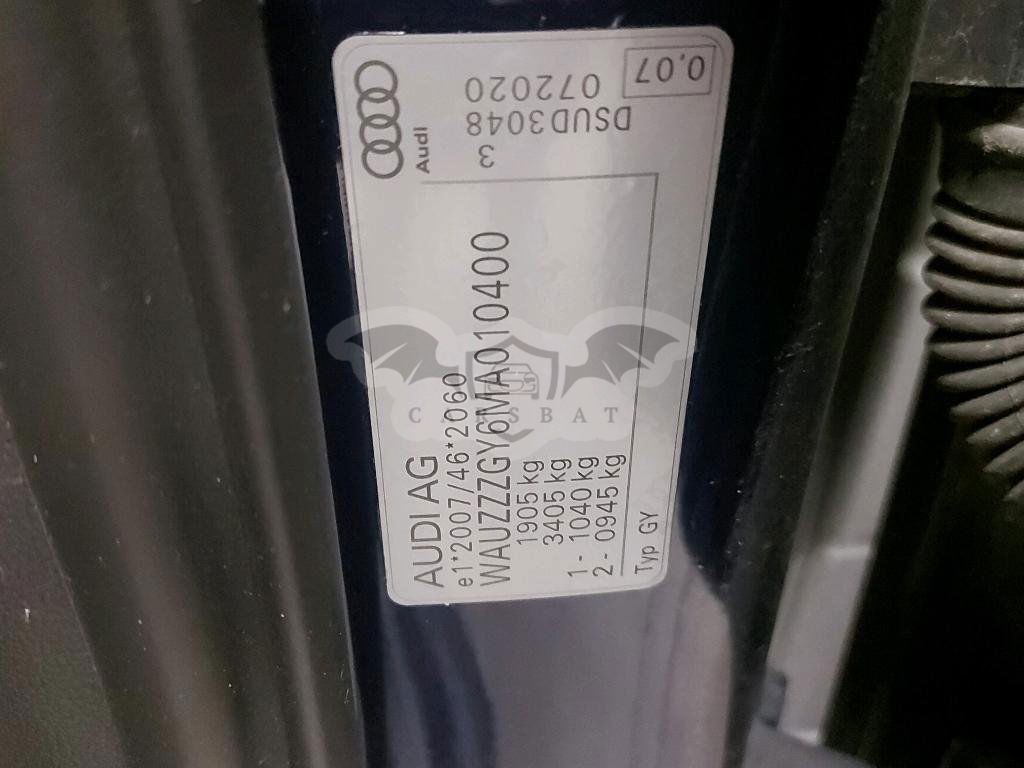 Audi
AUDI AG
e1*2007/46*2060
WAUZZZGY6MA010400
1905 kg
3405 kg
1 - 1040 kg
2 - 0945 kg
Typ GY
3
DSUD3048
072020
0.07
CARSBAT